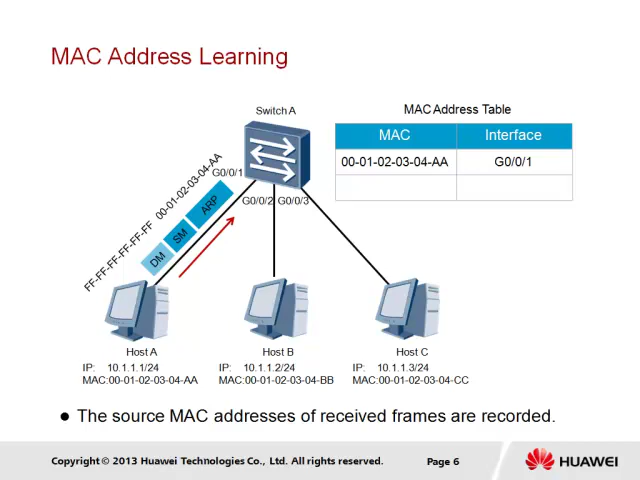 MAC Address Learning
Switch A
MAC Address Table
MAC Interface
00-01-02-03-04-AA G0/0/1
00-01-02-03-04-AA
G0/0/1
G0/0/2 G0/0/3
FF-FF-FF-FF-FF-FF
DM SM ARP
Host A Host B Host C
IP: 10.1.1.1/24 IP: 10.1.1.2/24 IP: 10.1.1.3/24
MAC:00-01-02-03-04-AA MAC:00-01-02-03-04-BB MAC:00-01-02-03-04-CC
● The source MAC addresses of received frames are recorded.
Copyright © 2013 Huawei Technologies Co., Ltd. All rights reserved. Page 6 HUAWEI